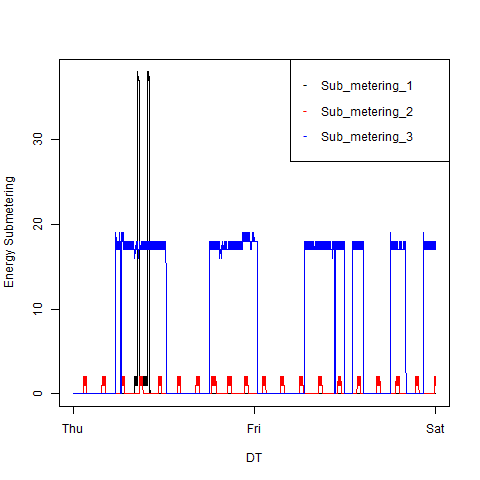 Sub_metering_1
Sub_metering_2
Sub_metering_3
Energy Submetering
30
20
10
0
Thu
Fri
Sat
DT